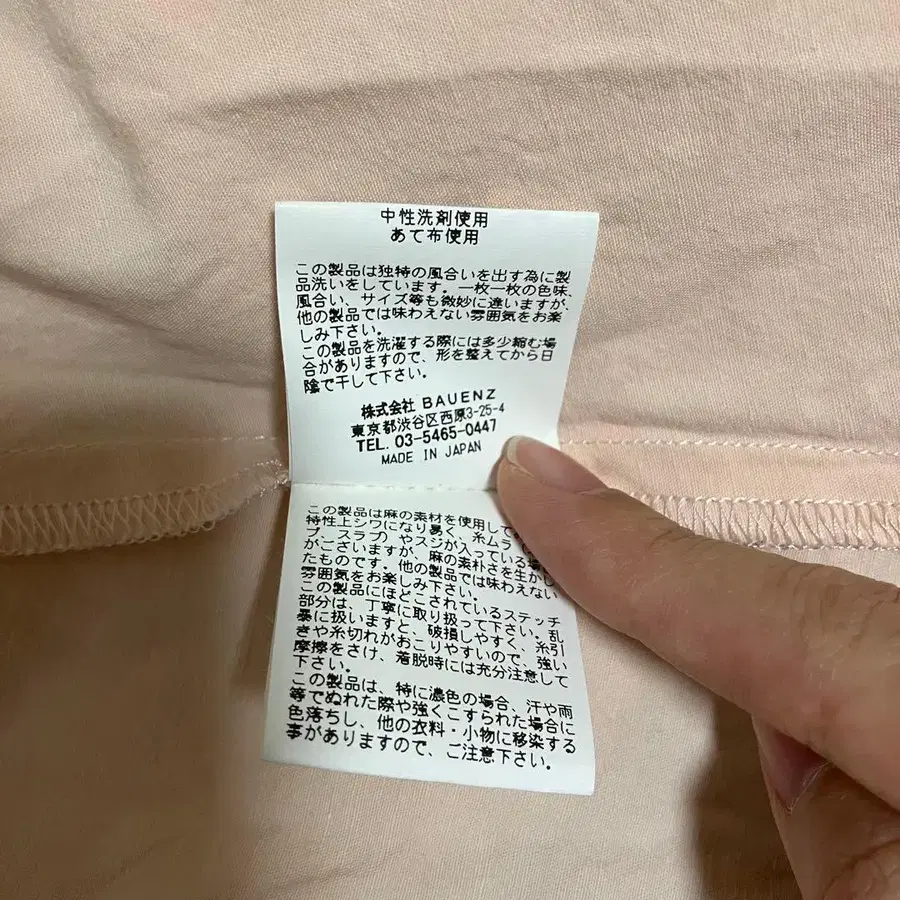 中性洗剤使用
あて布使用
この製品は独特の風合いを出す為に製
品洗いをしています。一枚一枚の色味、
風合い、サイズ等も微妙に違いますが、
他の製品では味わえない雰囲気をお楽
しみ下さい。
この製品を洗濯する際には多少縮む場
合がありますので、形を整えてから日
陰で干して下さい。
株式会社 BAUENZ
東京都渋谷区西原3-25-4
TEL. 03-5465-0447
MADE IN JAPAN
この製品は麻の素材を使用して
特性上シワになり易く、糸ムラ
プ スラブ）やスジが入っている場
がございますが、麻の素朴さを生かし
たものです。他の製品では味わえない
雰囲気をお楽しみ下さい。
この製品にほどこされているステッチ
部分は、丁寧に取り扱って下さい。乱
暴に扱いますと、破損しやすく、糸引
きや糸切れがおこりやすいので、強い
摩擦をさけ、着脱時には充分注意して
下さい。
この製品は、特に濃色の場合、汗や雨
等でぬれた際や強くこすられた場合に
色落ちし、他の衣料・小物に移染する
事がありますので、ご注意下さい。